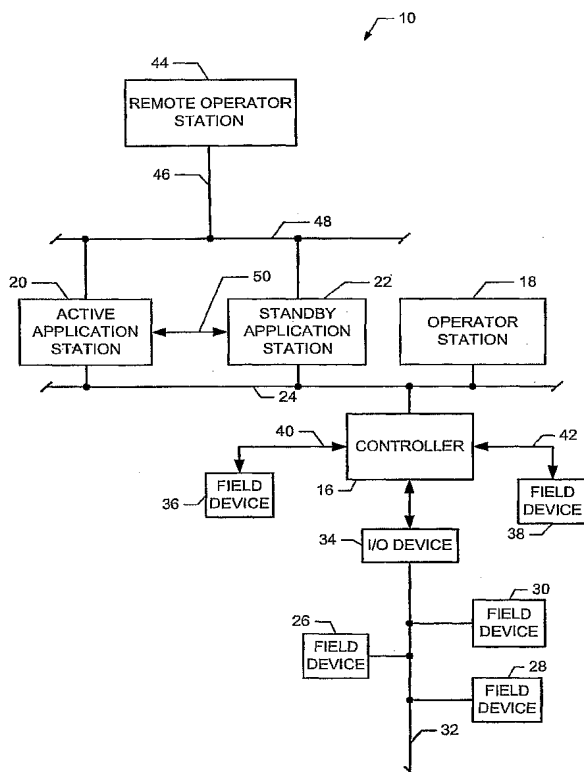 10
44
REMOTE OPERATOR
STATION
46
48
20
50
22
18
ACTIVE
APPLICATION
STATION
STANDBY
APPLICATION
STATION
OPERATOR
STATION
24
40
42
CONTROLLER
36
FIELD
DEVICE
16
FIELD
DEVICE
38
34
I/O DEVICE
30
26
FIELD
DEVICE
FIELD
DEVICE
28
FIELD
DEVICE
32